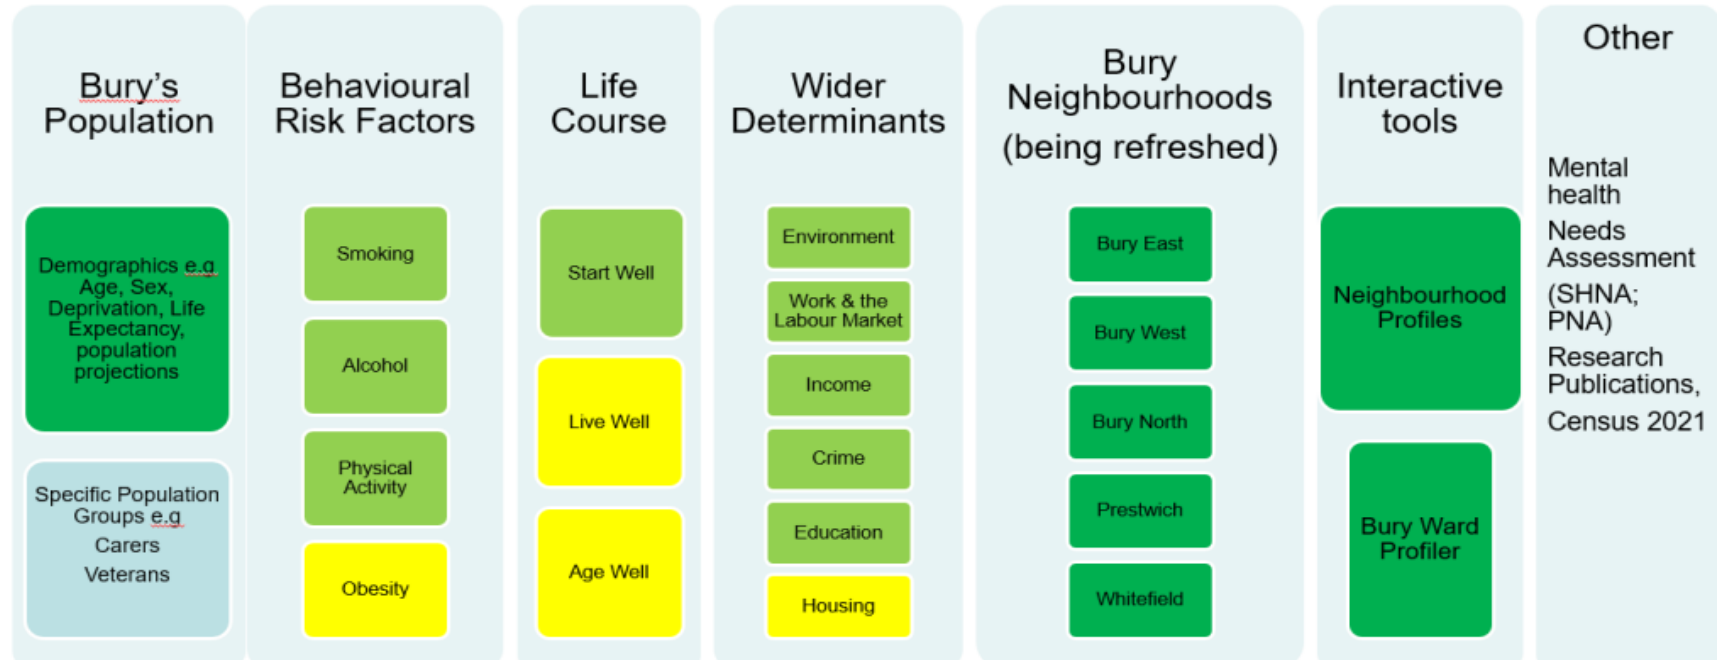 Bury's
Population
Demographics e.g
Age, Sex,
Deprivation, Life
Expectancy,
population
projections
Specific Population
Groups e.g
Carers
Veterans
Behavioural
Risk Factors
Smoking
Alcohol
Physical
Activity
Obesity
Life
Course
Start Well
Live Well
Age Well
Wider
Determinants
Environment
Work & the
Labour Market
Income
Crime
Education
Housing
Bury
Neighbourhoods
(being refreshed)
Bury East
Bury West
Bury North
Prestwich
Whitefield
Interactive
tools
Neighbourhood
Profiles
Bury Ward
Profiler
Other
Mental
health
Needs
Assessment
(SHNA;
PNA)
Research
Publications,
Census 2021